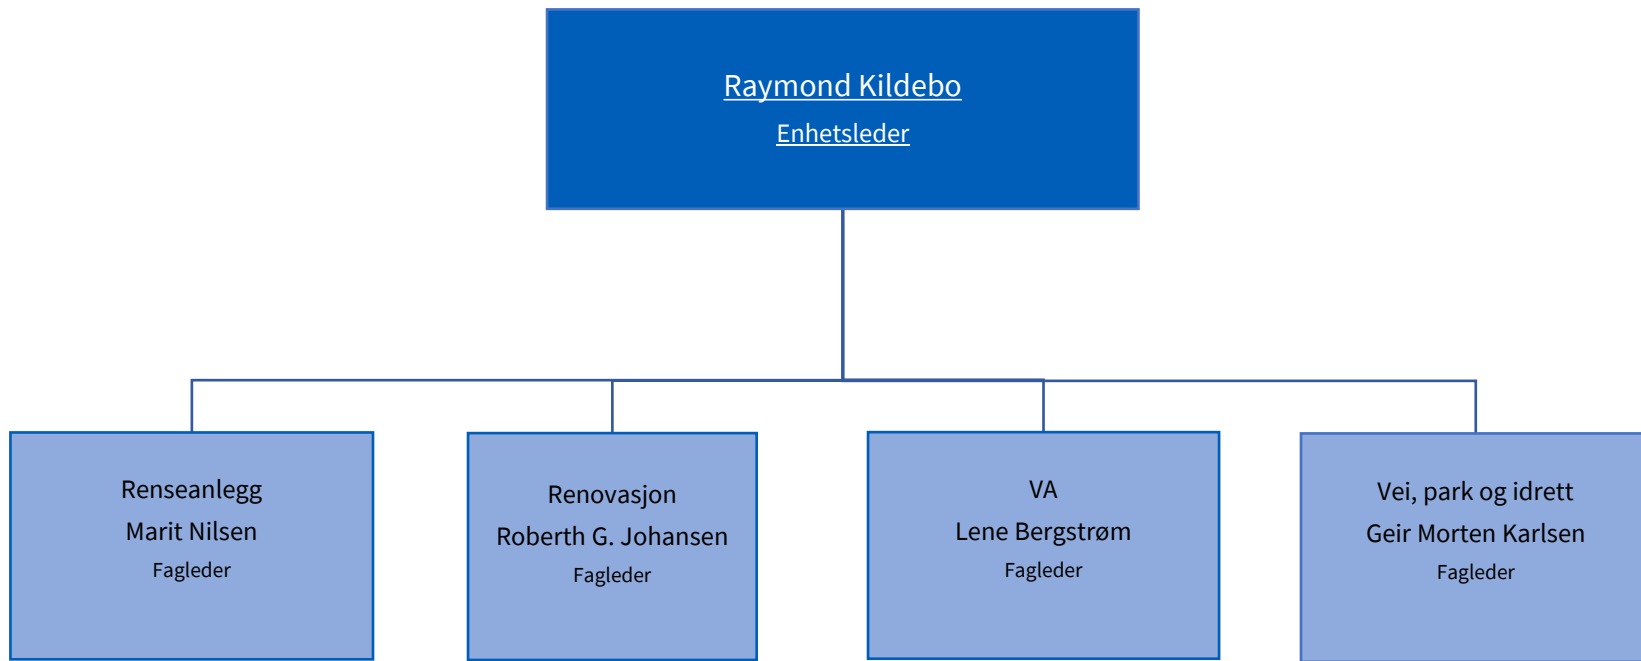 Raymond Kildebo
Enhetsleder
Renseanlegg
Marit Nilsen
Fagleder
Renovasjon
Roberth G. Johansen
Fagleder
VA
Lene Bergstrøm
Fagleder
Vei, park og idrett
Geir Morten Karlsen
Fagleder